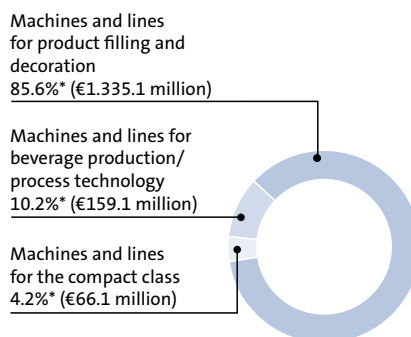 Machines and lines
for product filling and
decoration
85.6%* (€1.335.1 million)
Machines and lines for
beverage production/
process technology
10.2%* (€159.1 million)
Machines and lines
for the compact class
4.2%* (€66.1 million)